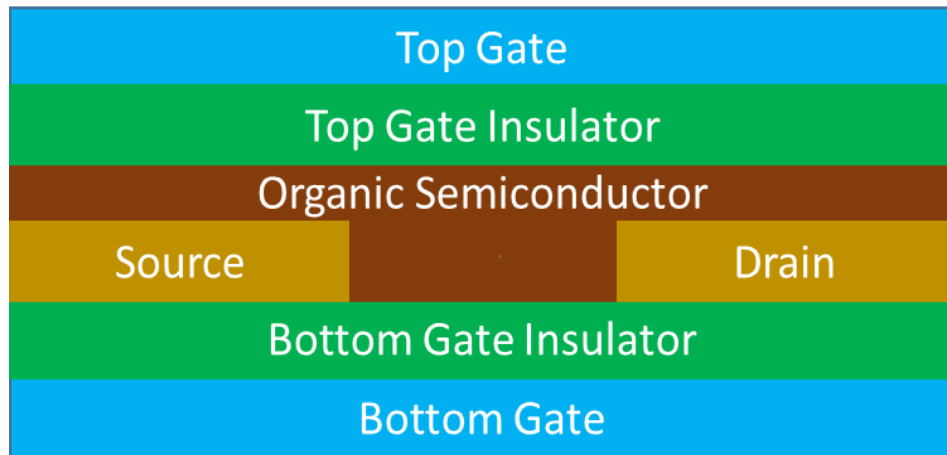 Top Gate
Top Gate Insulator
Organic Semiconductor
Source
Drain
Bottom Gate Insulator
Bottom Gate